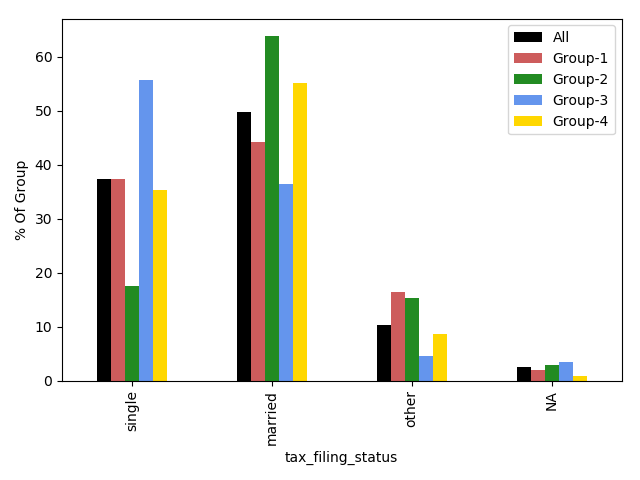 All
Group-1
Group-2
Group-3
Group-4
% Of Group
60
50
40
30
20
10
0
single
married
other
NA
tax_filing_status